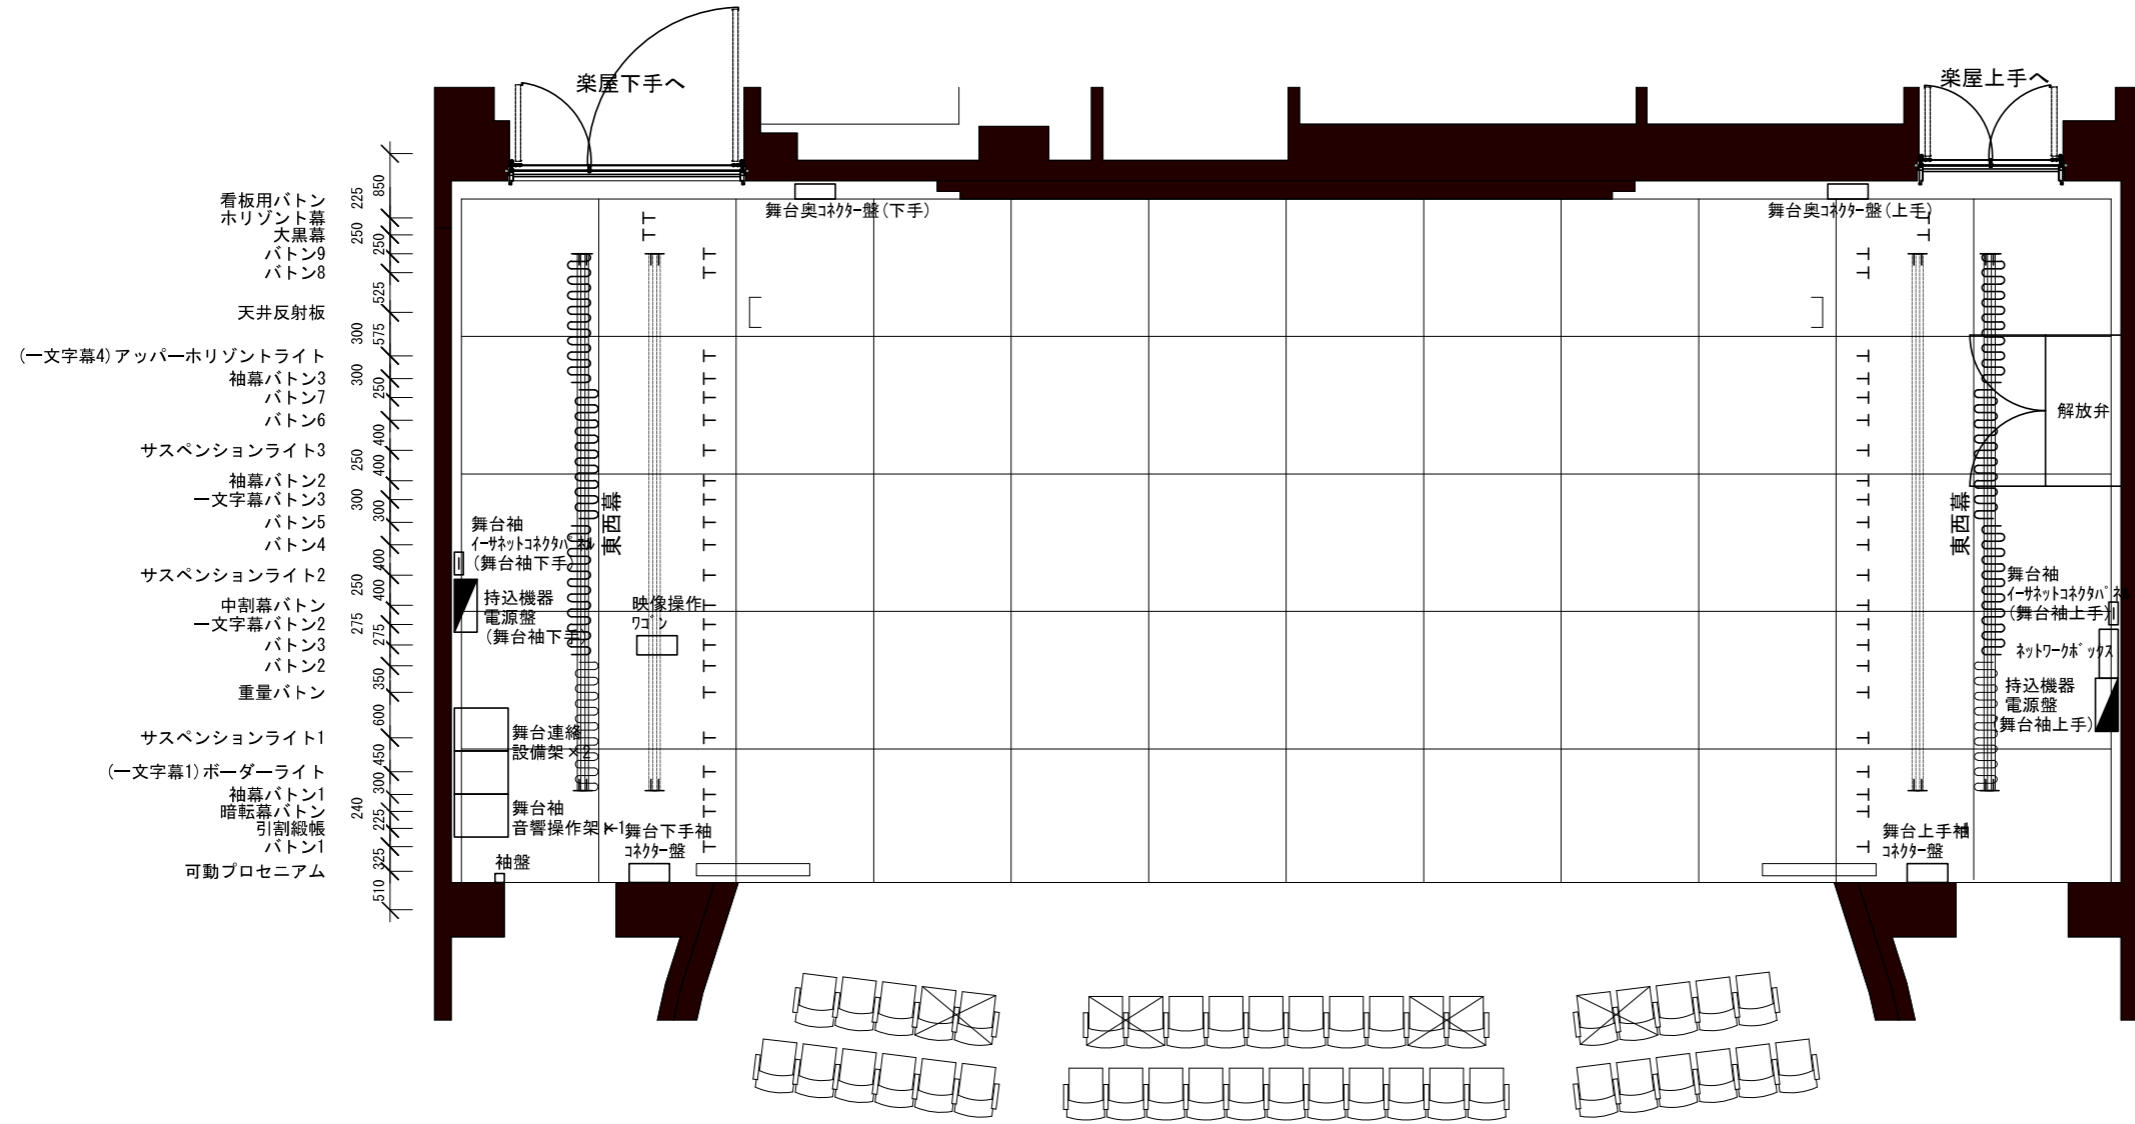 楽屋下手へ
楽屋上手へ
舞台奥コネクター盤(下手)
舞台奥コネクター盤(上手)
看板用バトン
ホリゾント幕
大黒幕
バトン9
バトン8
天井反射板
(一文字幕4)アッパーホリゾントライト
袖幕バトン3
バトン7
バトン6
サスペンションライト3
袖幕バトン2
一文字幕バトン3
バトン5
バトン4
サスペンションライト2
中割幕バトン
一文字幕バトン2
バトン3
バトン2
重量バトン
サスペンションライト1
(一文字幕1)ボーダーライト
袖幕バトン1
暗転幕バトン
引割緞帳
バトン1
可動プロセニアム
850
225
250
250
525
575
300
300
250
400
250
400
300
300
400
250
400
275
275
350
600
450
300
240
225
325
510
東西幕
舞台袖
イーサネットコネクタパネル
(舞台袖下手)
持込機器
電源盤
(舞台袖下手)
映像操作
ワゴン
舞台連絡
設備架×2
舞台袖
音響操作架×1
袖盤
舞台下手袖
コネクター盤
解放弁
東西幕
舞台袖
イーサネットコネクタパネル
(舞台袖上手)
ネットワークボックス
持込機器
電源盤
(舞台袖上手)
舞台上手袖
コネクター盤